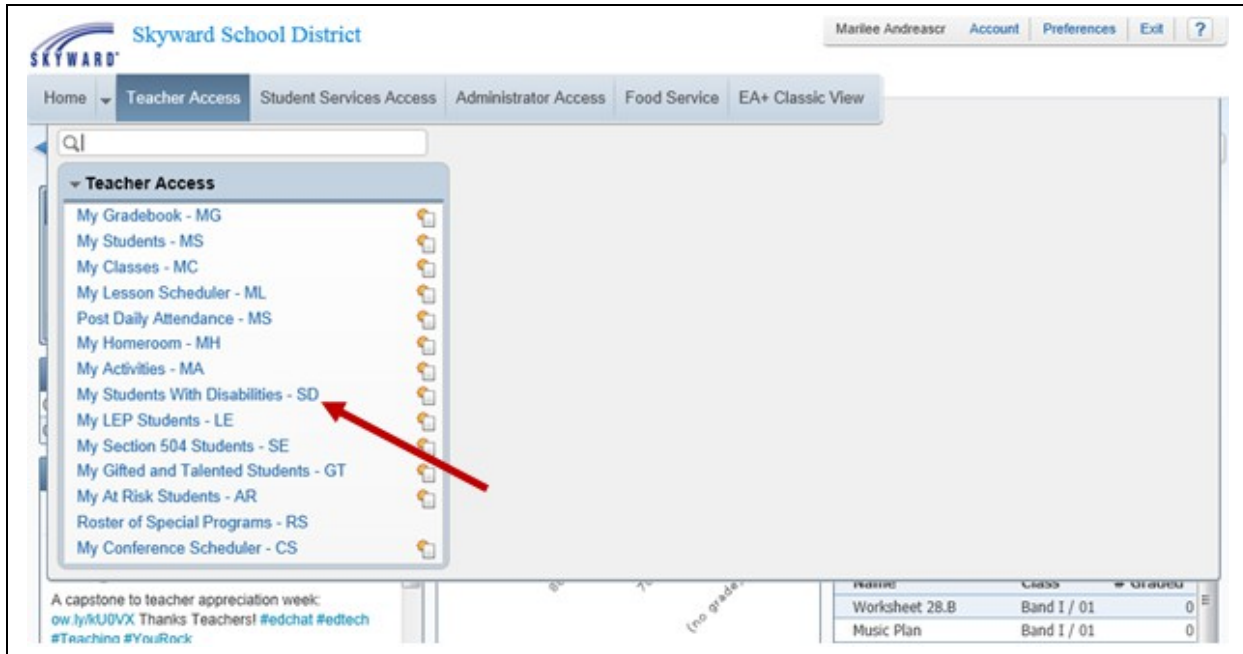 Skyward School District
SKYWARD
Marilee Andreascr Account Preferences Exit ?
Home Teacher Access Student Services Access Administrator Access Food Service EA+ Classic View
Teacher Access
My Gradebook - MG
My Students - MS
My Classes - MC
My Lesson Scheduler - ML
Post Daily Attendance - MS
My Homeroom - MH
My Activities - MA
My Students With Disabilities - SD
My LEP Students - LE
My Section 504 Students - SE
My Gifted and Talented Students - GT
My At Risk Students - AR
Roster of Special Programs - RS
My Conference Scheduler - CS
A capstone to teacher appreciation week:
ow.ly/kU0VX Thanks Teachers! #edchat #edtech
#Teaching #YouRock
(no grade)
Name Class # Graded
Worksheet 28.B Band I / 01 0
Music Plan Band I / 01 0